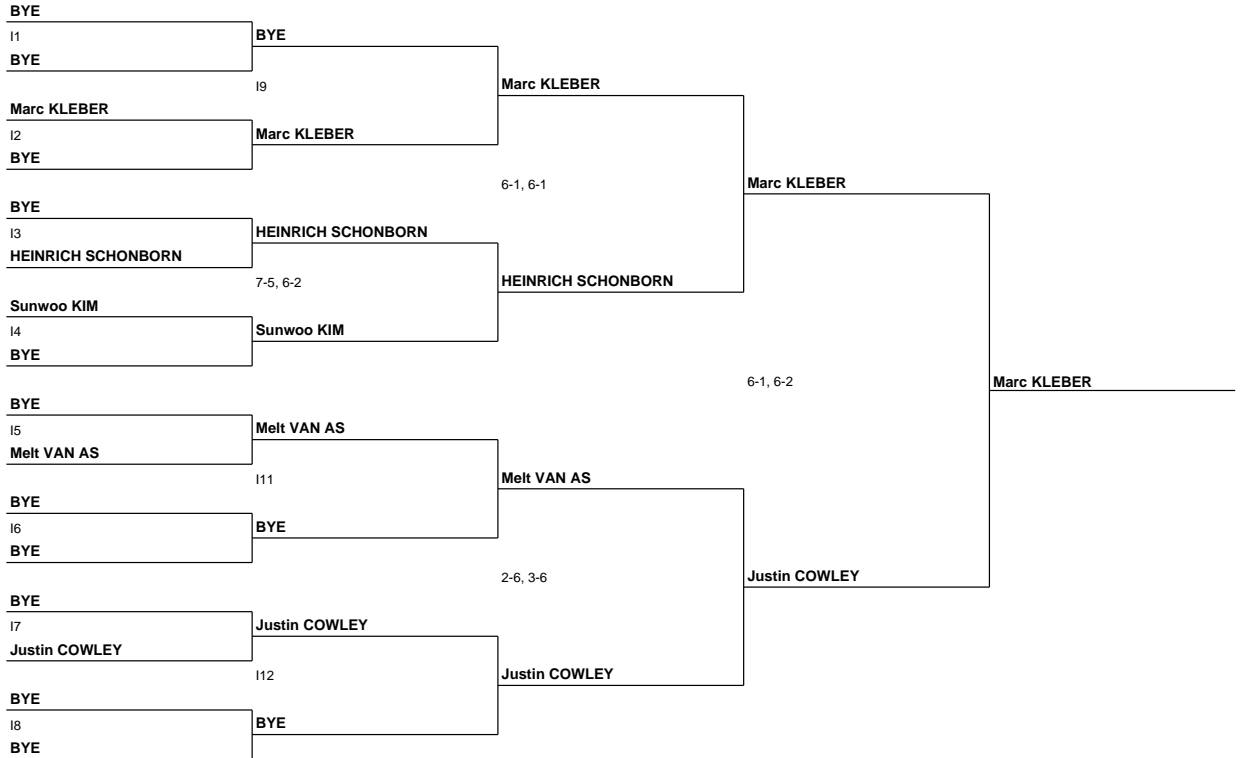 BYE
I1
BYE
BYE
I9
Marc KLEBER
Marc KLEBER
I2
Marc KLEBER
BYE
6-1, 6-1
Marc KLEBER
BYE
I3
HEINRICH SCHONBORN
HEINRICH SCHONBORN
7-5, 6-2
HEINRICH SCHONBORN
Sunwoo KIM
I4
Sunwoo KIM
BYE
6-1, 6-2
Marc KLEBER
BYE
I5
Melt VAN AS
Melt VAN AS
I11
Melt VAN AS
BYE
I6
BYE
BYE
2-6, 3-6
Justin COWLEY
BYE
I7
Justin COWLEY
Justin COWLEY
I12
Justin COWLEY
BYE
I8
BYE
BYE